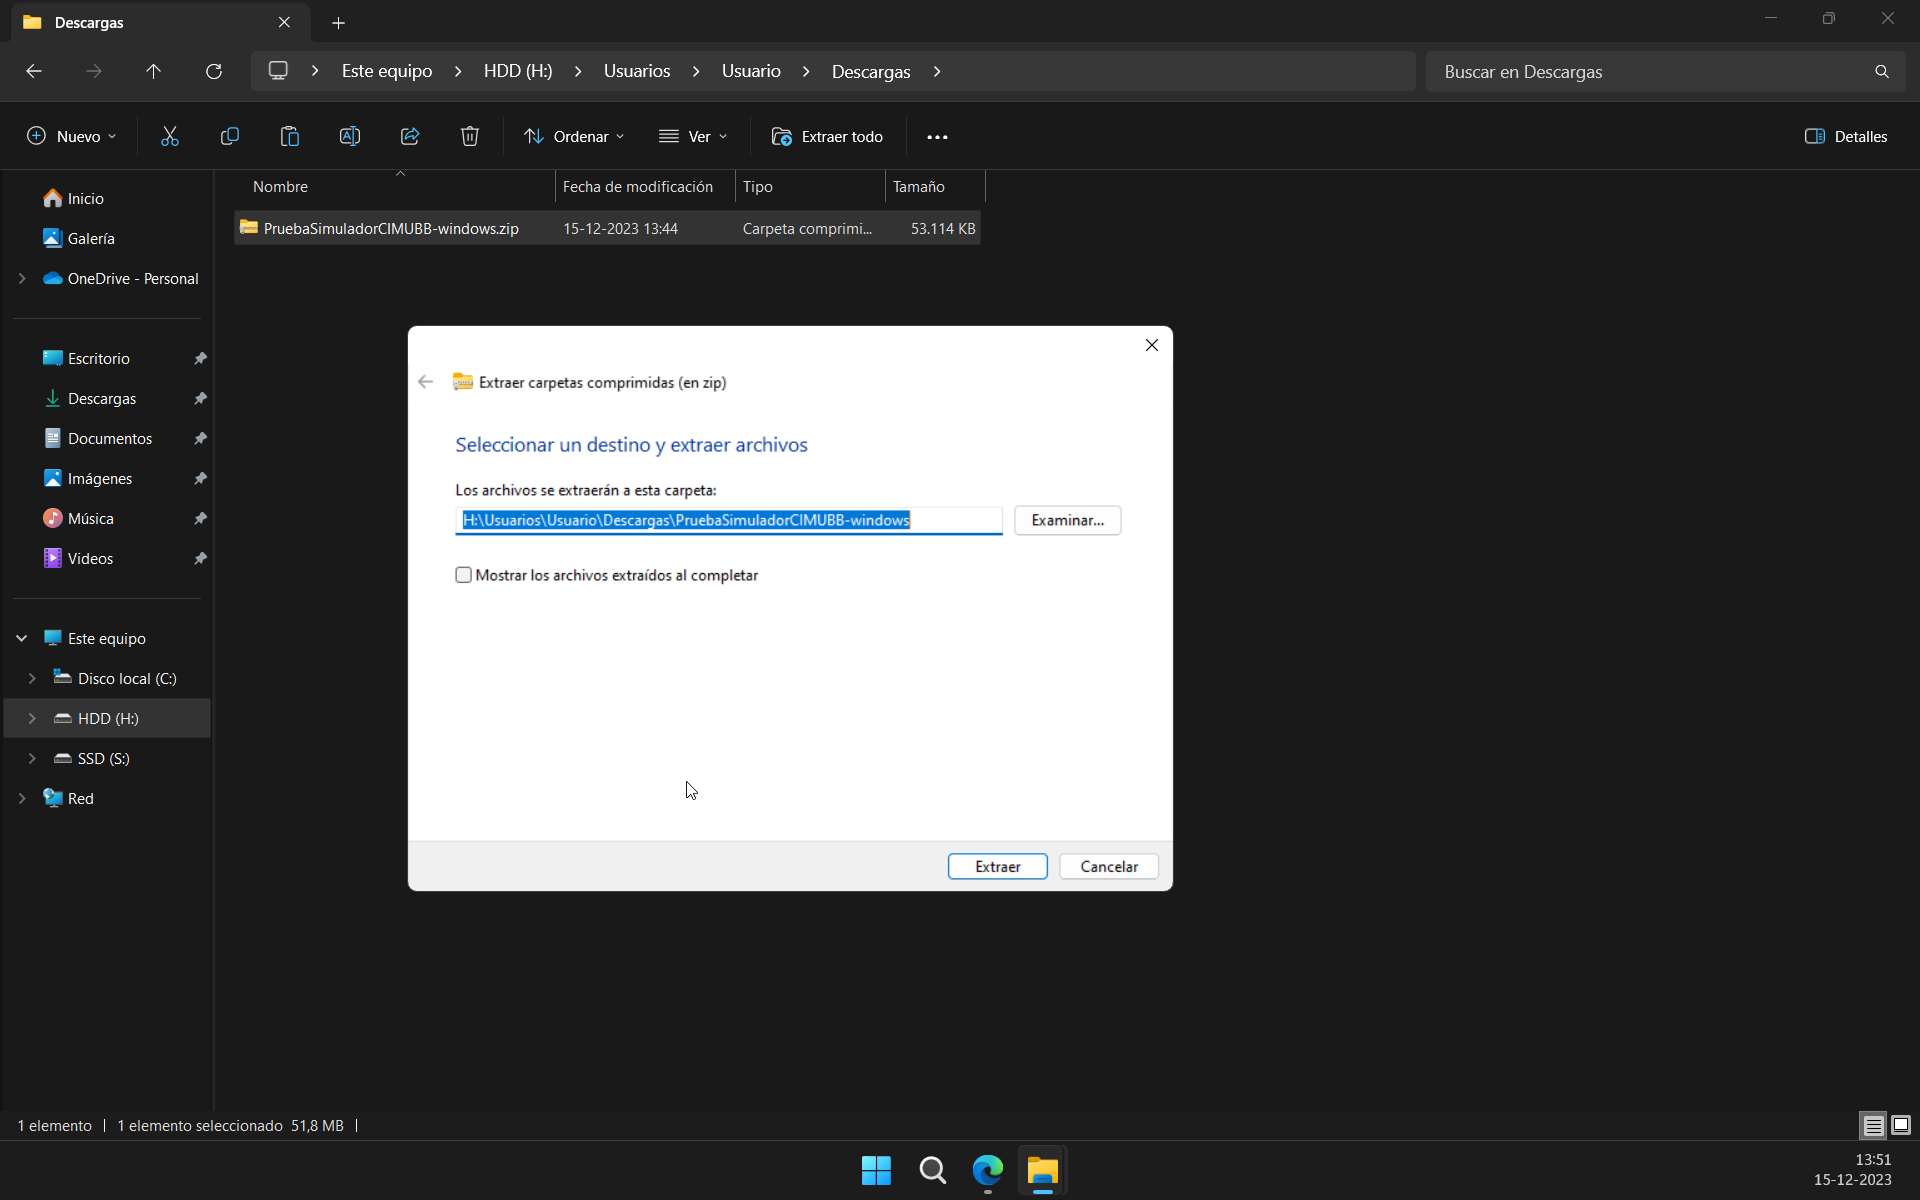 Descargas
Este equipo
HDD (H:)
Usuarios
Usuario
Descargas
Buscar en Descargas
Nuevo
Ordenar
Ver
Extraer todo
Detalles
Nombre
Fecha de modificación
Tipo
Tamaño
PruebaSimuladorCIMUBB-windows.zip
15-12-2023 13:44
Carpeta comprimi...
53.114 KB
Inicio
Galería
OneDrive - Personal
Escritorio
Descargas
Documentos
Imágenes
Música
Videos
Este equipo
Disco local (C:)
HDD (H:)
SSD (S:)
Red
Extraer carpetas comprimidas (en zip)
Seleccionar un destino y extraer archivos
Los archivos se extraerán a esta carpeta:
H:\Usuarios\Usuario\Descargas\PruebaSimuladorCIMUBB-windows
Examinar...
Mostrar los archivos extraídos al completar
Extraer
Cancelar
1 elemento
1 elemento seleccionado 51,8 MB
13:51
15-12-2023